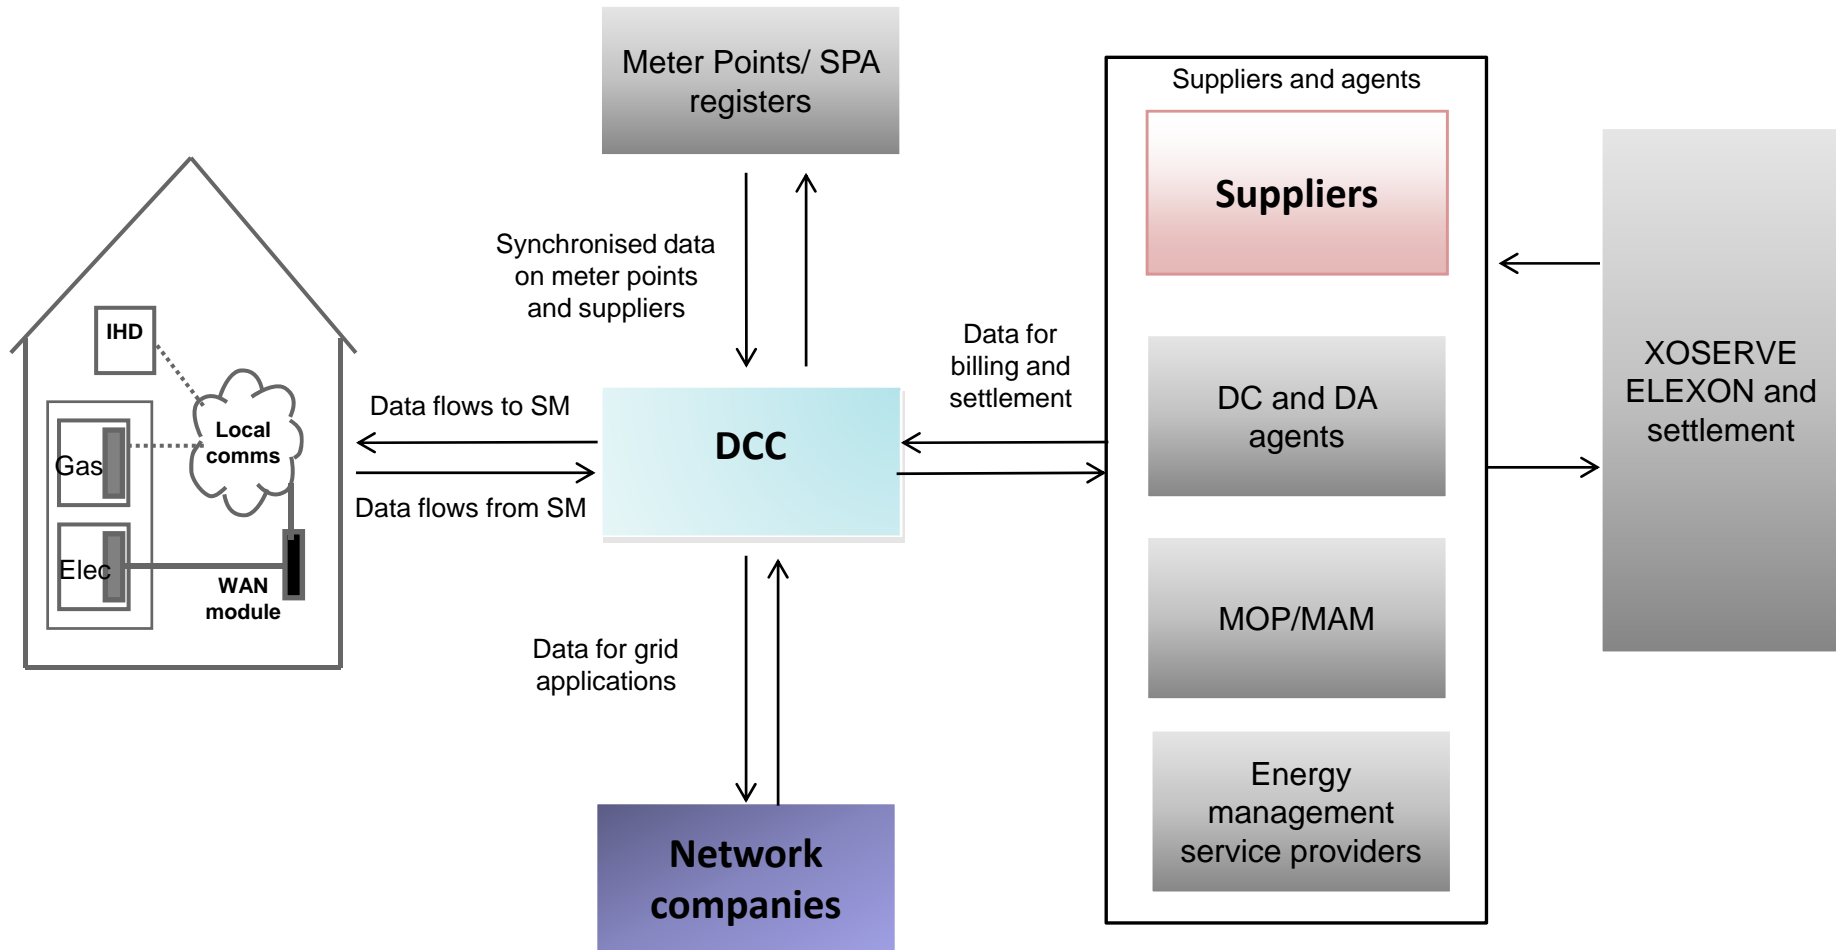 Meter Points/ SPA
registers
Suppliers and agents
Suppliers
Synchronised data
on meter points
and suppliers
IHD
Data for
billing and
settlement
XOSERVE
ELEXON and
settlement
Data flows to SM
DC and DA
agents
Local
comms
DCC
Gas
Data flows from SM
Elec
WAN
module
MOP/MAM
Data for grid
applications
Energy
management
service providers
Network
companies